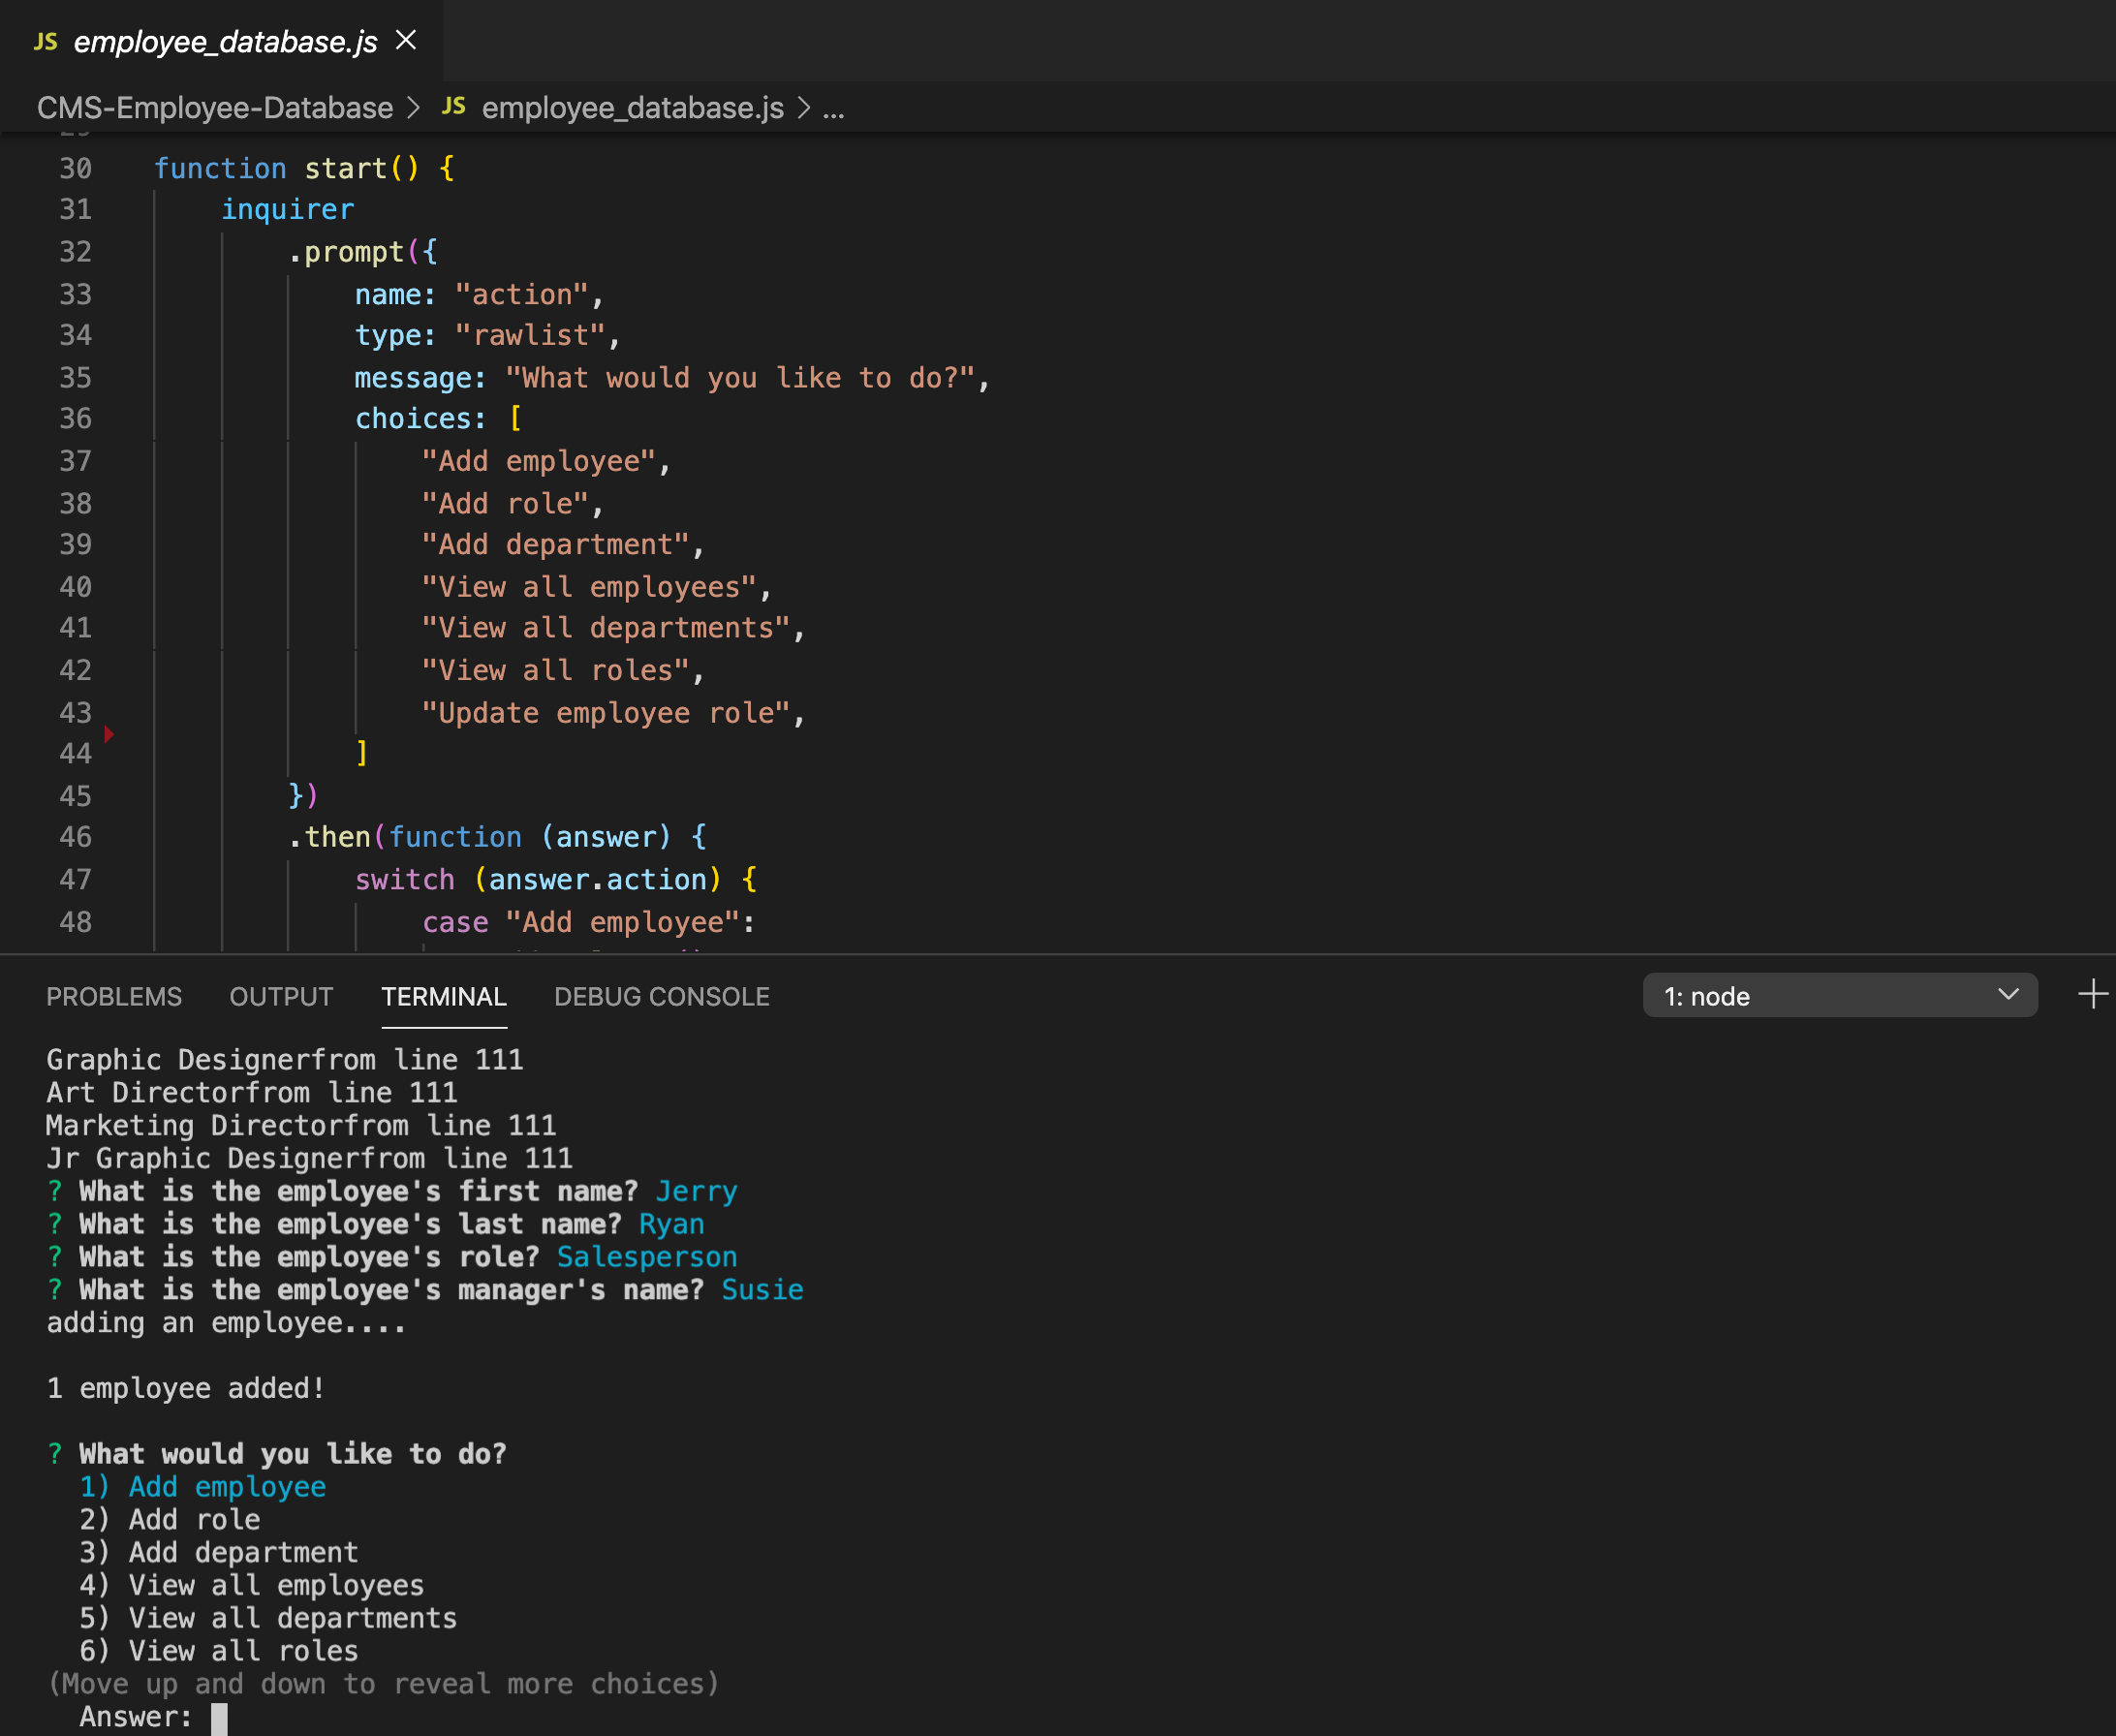 JS employee_database.js
CMS-Employee-Database > JS employee_database.js > ...
29
30 function start() {
31 inquirer
32 .prompt({
33 name: "action",
34 type: "rawlist",
35 message: "What would you like to do?",
36 choices: [
37 "Add employee",
38 "Add role",
39 "Add department",
40 "View all employees",
41 "View all departments",
42 "View all roles",
43 "Update employee role",
44 ]
45 })
46 .then(function (answer) {
47 switch (answer.action) {
48 case "Add employee":
PROBLEMS OUTPUT TERMINAL DEBUG CONSOLE 1: node
Graphic Designerfrom line 111
Art Directorfrom line 111
Marketing Directorfrom line 111
Jr Graphic Designerfrom line 111
? What is the employee's first name? Jerry
? What is the employee's last name? Ryan
? What is the employee's role? Salesperson
? What is the employee's manager's name? Susie
adding an employee....
1 employee added!
? What would you like to do?
1) Add employee
2) Add role
3) Add department
4) View all employees
5) View all departments
6) View all roles
(Move up and down to reveal more choices)
Answer: